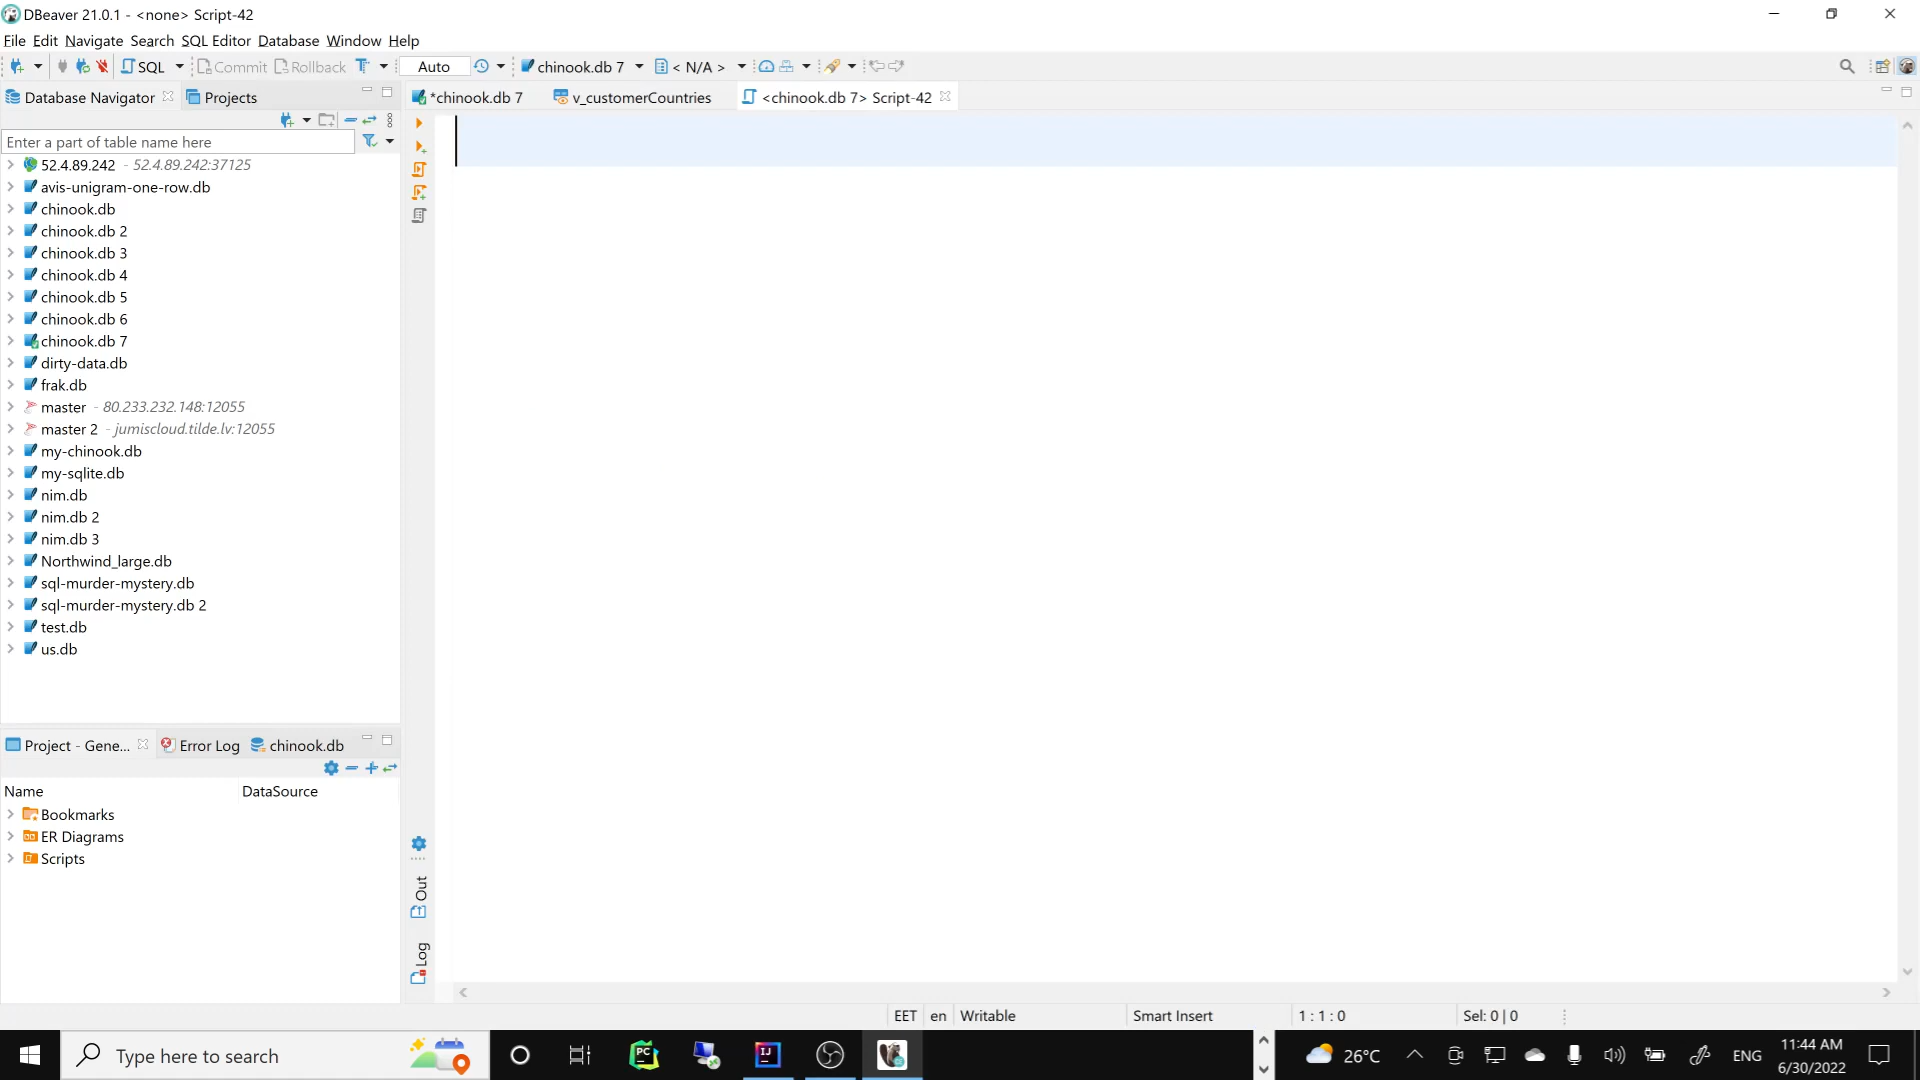 DBeaver 21.0.1 - <none> Script-42
File Edit Navigate Search SQL Editor Database Window Help
SQL Commit Rollback Auto chinook.db 7 < N/A >
Database Navigator Projects
*chinook.db 7 v_customerCountries <chinook.db 7> Script-42
Enter a part of table name here
52.4.89.242 - 52.4.89.242:37125
avis-unigram-one-row.db
chinook.db
chinook.db 2
chinook.db 3
chinook.db 4
chinook.db 5
chinook.db 6
chinook.db 7
dirty-data.db
frak.db
master - 80.233.232.148:12055
master 2 - jumiscloud.tilde.lv:12055
my-chinook.db
my-sqlite.db
nim.db
nim.db 2
nim.db 3
Northwind_large.db
sql-murder-mystery.db
sql-murder-mystery.db 2
test.db
us.db
Project - Gene... Error Log chinook.db
Name DataSource
Bookmarks
ER Diagrams
Scripts
Out
Log
EET en Writable Smart Insert 1 : 1 : 0 Sel: 0 | 0
Type here to search
PC
IJ
26°C
ENG
11:44 AM
6/30/2022